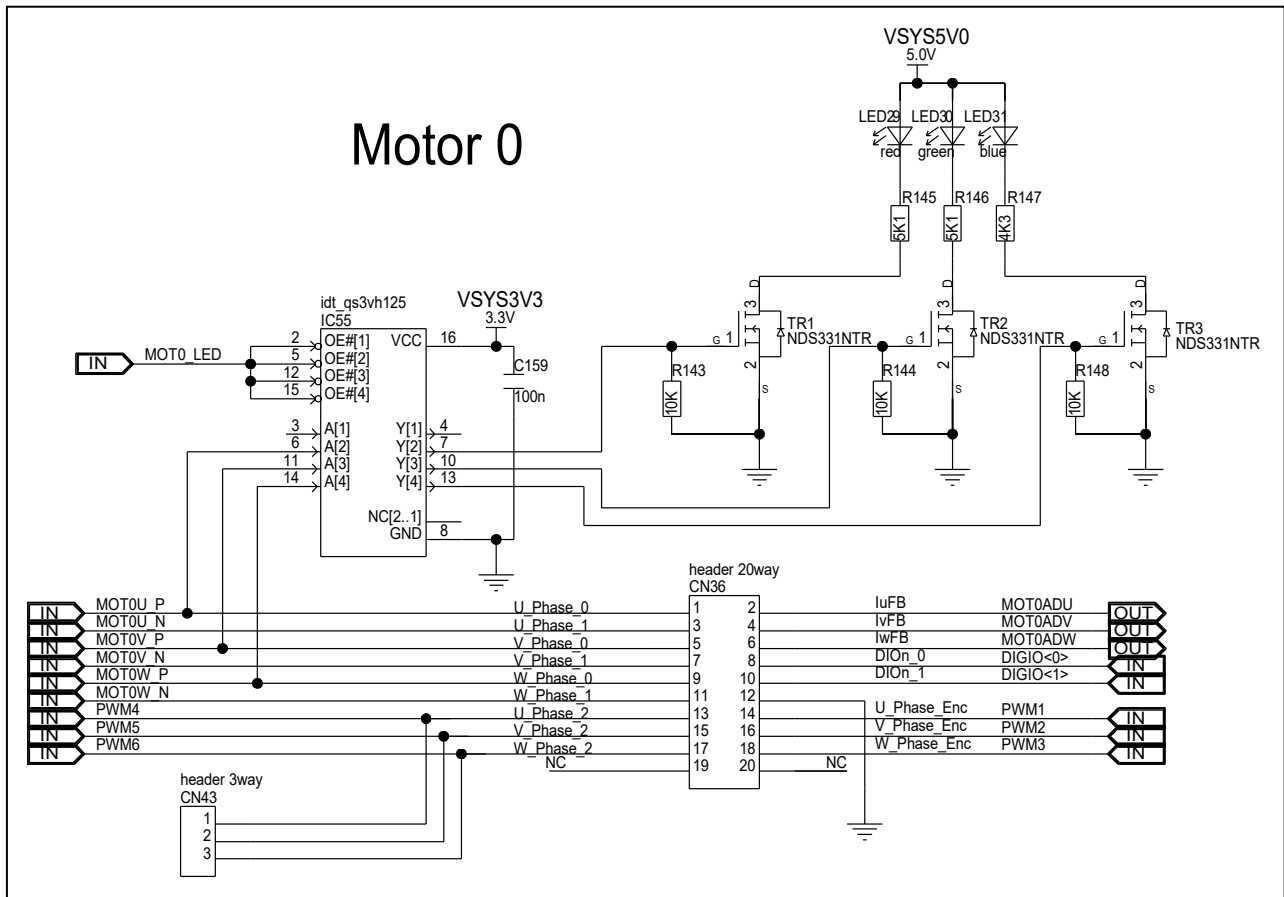 VSYS5V0
5.0V
Motor 0
LED29 LED30 LED31
red green blue
R145 R146 R147
5K1 5K1 4K3
idt_qs3vh125
IC55
VSYS3V3
3.3V
IN MOT0_LED
2 OE#[1] VCC 16
5 OE#[2]
12 OE#[3]
15 OE#[4]
3 A[1] Y[1] 4
6 A[2] Y[2] 7
11 A[3] Y[3] 10
14 A[4] Y[4] 13
NC[2..1]
GND 8
C159
100n
D 3
G 1
2 S
TR1
NDS331NTR
R143
10K
D 3
G 1
2 S
TR2
NDS331NTR
R144
10K
D 3
G 1
2 S
TR3
NDS331NTR
R148
10K
header 20way
CN36
IN MOT0U_P U_Phase_0 1 2 IuFB MOT0ADU OUT
IN MOT0U_N U_Phase_1 3 4 IvFB MOT0ADV OUT
IN MOT0V_P V_Phase_0 5 6 IwFB MOT0ADW OUT
IN MOT0V_N V_Phase_1 7 8 DIOn_0 DIGIO<0> IN
IN MOT0W_P W_Phase_0 9 10 DIOn_1 DIGIO<1> IN
IN MOT0W_N W_Phase_1 11 12
IN PWM4 U_Phase_2 13 14 U_Phase_Enc PWM1 IN
IN PWM5 V_Phase_2 15 16 V_Phase_Enc PWM2 IN
IN PWM6 W_Phase_2 17 18 W_Phase_Enc PWM3 IN
NC 19 20 NC
header 3way
CN43
1
2
3